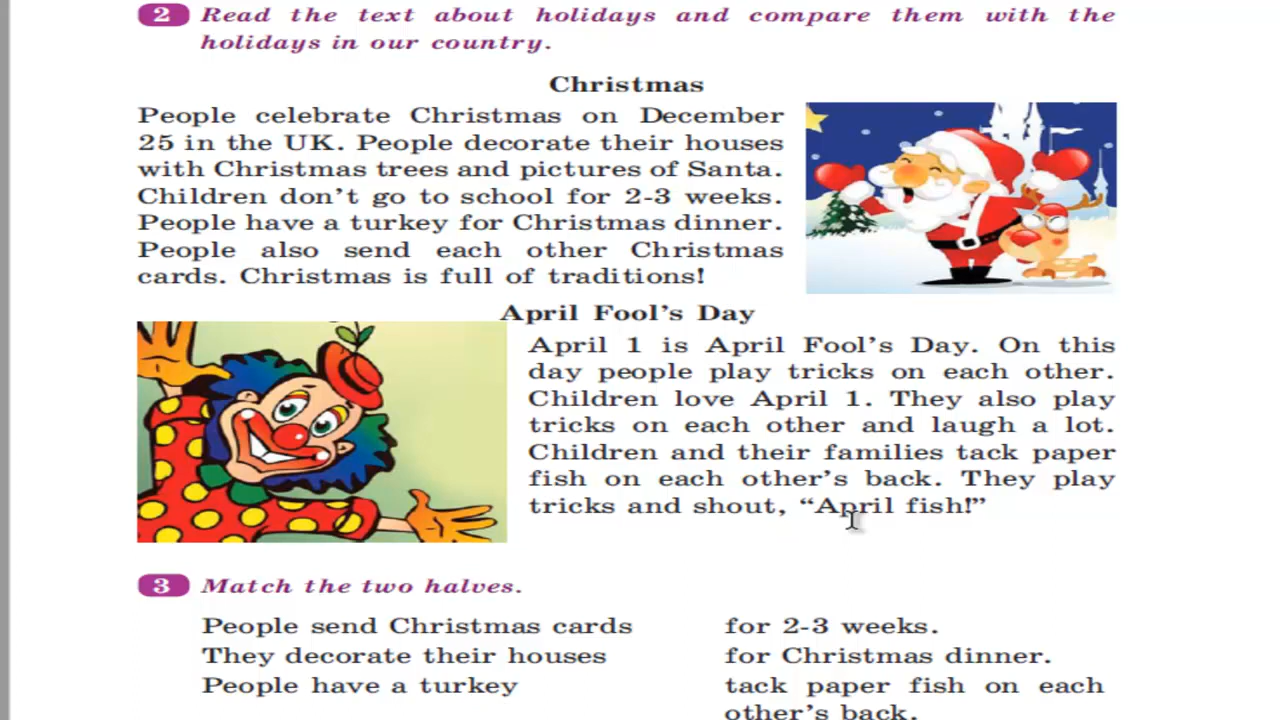 2 Read the text about holidays and compare them with the
holidays in our country.
Christmas
People celebrate Christmas on December
25 in the UK. People decorate their houses
with Christmas trees and pictures of Santa.
Children don't go to school for 2-3 weeks.
People have a turkey for Christmas dinner.
People also send each other Christmas
cards. Christmas is full of traditions!
April Fool's Day
April 1 is April Fool's Day. On this
day people play tricks on each other.
Children love April 1. They also play
tricks on each other and laugh a lot.
Children and their families tack paper
fish on each other's back. They play
tricks and shout, “April fish!”
3 Match the two halves.
People send Christmas cards
They decorate their houses
People have a turkey
for 2-3 weeks.
for Christmas dinner.
tack paper fish on each
other's back.